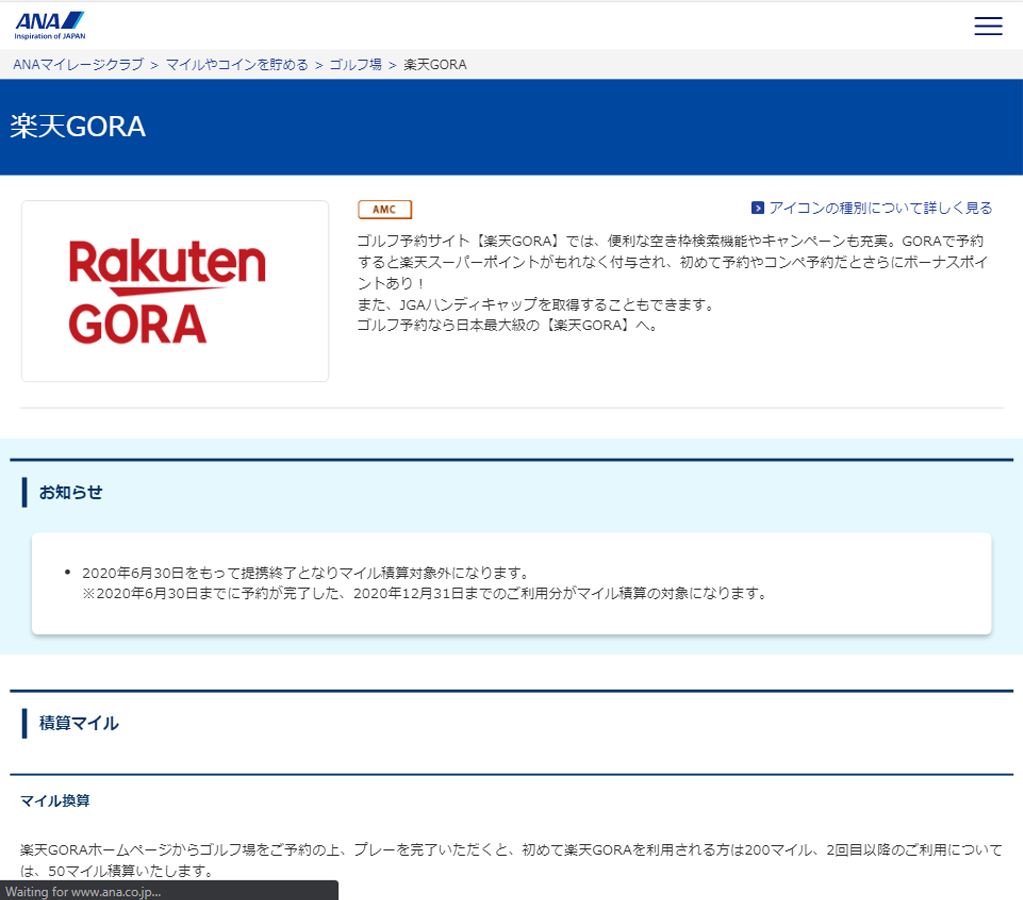 ANA
Inspiration of JAPAN
ANAマイレージクラブ > マイルやコインを貯める > ゴルフ場 > 楽天GORA
楽天GORA
Rakuten
GORA
AMC
アイコンの種別について詳しく見る
ゴルフ予約サイト【楽天GORA】では、便利な空き枠検索機能やキャンペーンも充実。GORAで予約
すると楽天スーパーポイントがもれなく付与され、初めて予約やコンペ予約だとさらにボーナスポイ
ントあり！
また、JGAハンディキャップを取得することもできます。
ゴルフ予約なら日本最大級の【楽天GORA】へ。
お知らせ
• 2020年6月30日をもって提携終了となりマイル積算対象外になります。
※2020年6月30日までに予約が完了した、2020年12月31日までのご利用分がマイル積算の対象になります。
積算マイル
マイル換算
楽天GORAホームページからゴルフ場をご予約の上、プレーを完了いただくと、初めて楽天GORAを利用される方は200マイル、2回目以降のご利用について
は、50マイル積算いたします。
Waiting for www.ana.co.jp...